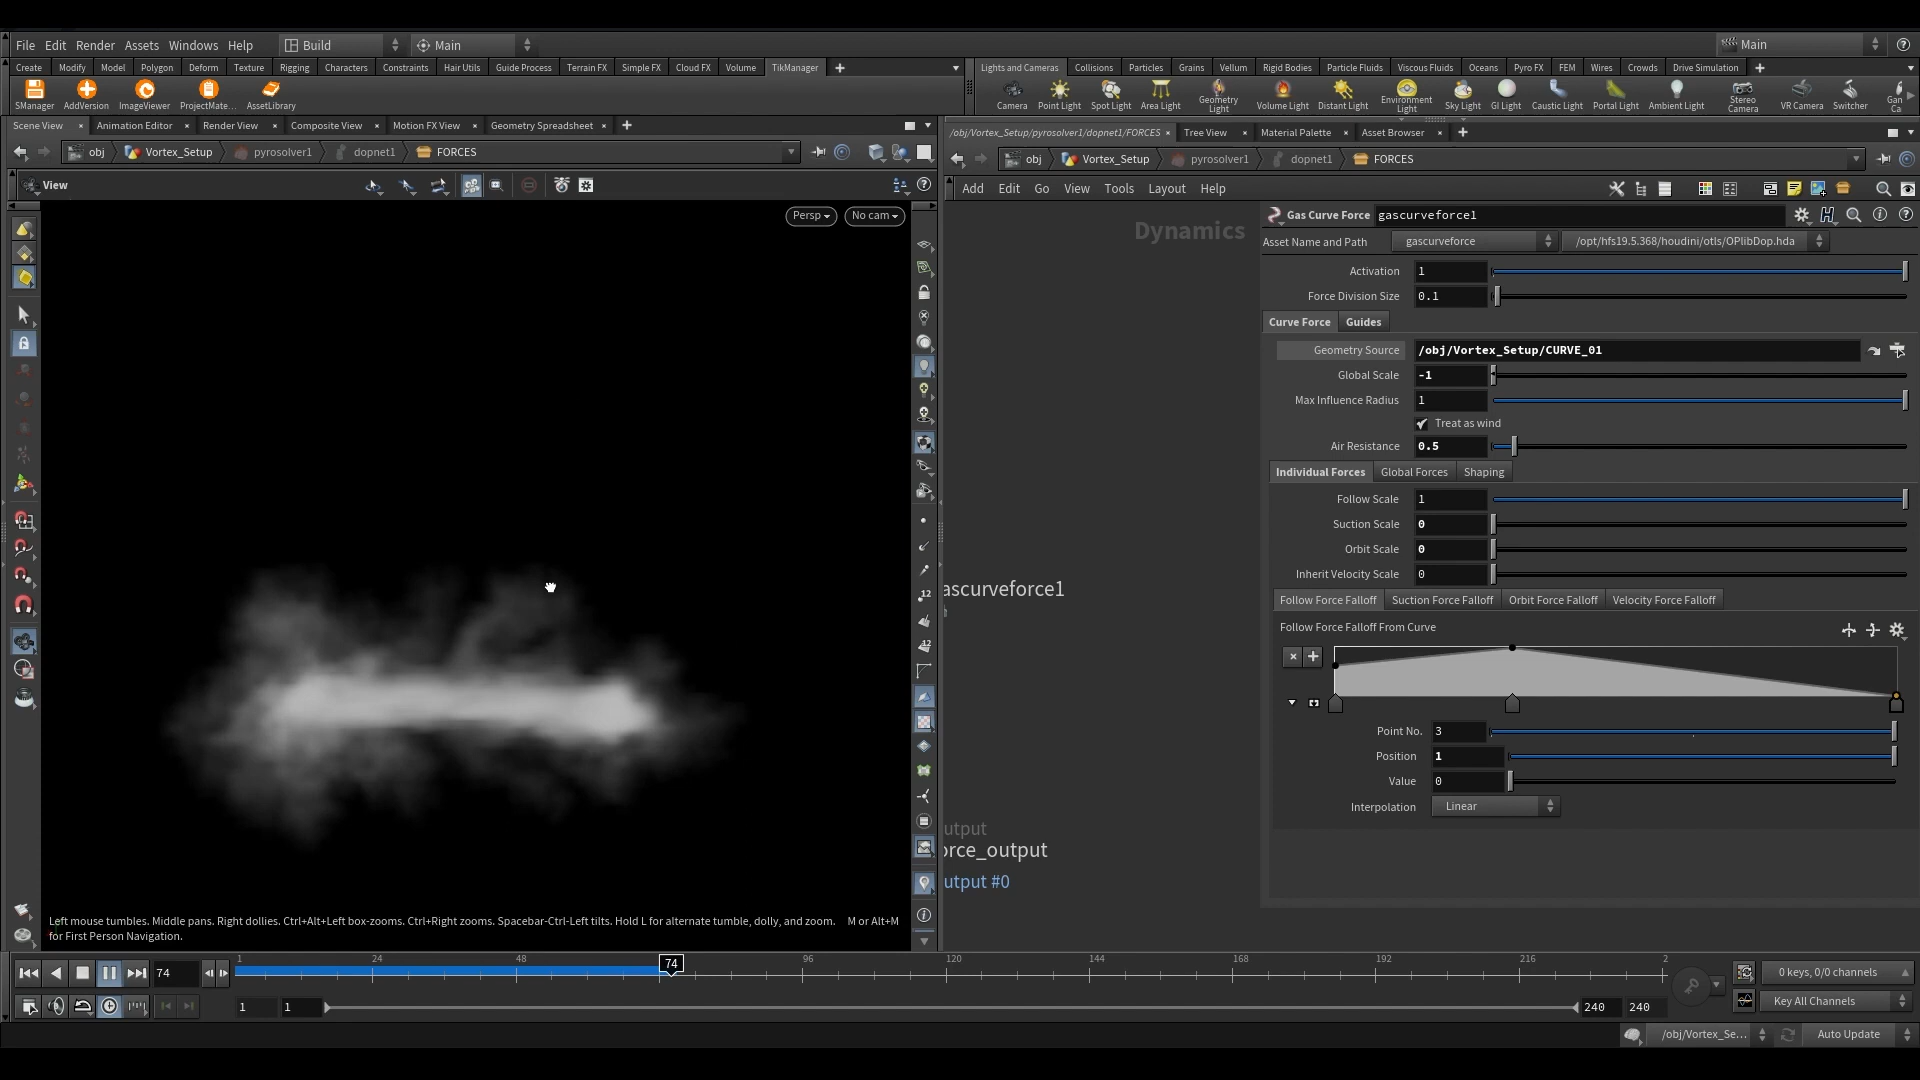 File Edit Render Assets Windows Help Build Main Main
Create Modify Model Polygon Deform Texture Rigging Characters Constraints Hair Utils Guide Process Terrain FX Simple FX Cloud FX Volume TikManager
Lights and Cameras Collisions Particles Grains Vellum Rigid Bodies Particle Fluids Viscous Fluids Oceans Pyro FX FEM Wires Crowds Drive Simulation
SManager AddVersion ImageViewer ProjectMate... AssetLibrary
Camera Point Light Spot Light Area Light Geometry Light Volume Light Distant Light Environment Light Sky Light GI Light Caustic Light Portal Light Ambient Light Stereo Camera VR Camera Switcher Gan Ca
Scene View Animation Editor Render View Composite View Motion FX View Geometry Spreadsheet
/obj/Vortex_Setup/pyrosolver1/dopnet1/FORCES Tree View Material Palette Asset Browser
obj Vortex_Setup pyrosolver1 dopnet1 FORCES
obj Vortex_Setup pyrosolver1 dopnet1 FORCES
View
Add Edit Go View Tools Layout Help
Persp No cam
Dynamics
ascurveforce1
utput
orce_output
utput #0
Gas Curve Force gascurveforce1
Asset Name and Path gascurveforce /opt/hfs19.5.368/houdini/otls/OPlibDop.hda
Activation 1
Force Division Size 0.1
Curve Force Guides
Geometry Source /obj/Vortex_Setup/CURVE_01
Global Scale -1
Max Influence Radius 1
Treat as wind
Air Resistance 0.5
Individual Forces Global Forces Shaping
Follow Scale 1
Suction Scale 0
Orbit Scale 0
Inherit Velocity Scale 0
Follow Force Falloff Suction Force Falloff Orbit Force Falloff Velocity Force Falloff
Follow Force Falloff From Curve
Point No. 3
Position 1
Value 0
Interpolation Linear
Left mouse tumbles. Middle pans. Right dollies. Ctrl+Alt+Left box-zooms. Ctrl+Right zooms. Spacebar-Ctrl-Left tilts. Hold L for alternate tumble, dolly, and zoom. M or Alt+M
for First Person Navigation.
74 1 24 48 74 96 120 144 168 192 216 2
0 keys, 0/0 channels
1 1 240 240
Key All Channels
/obj/Vortex_Se... Auto Update